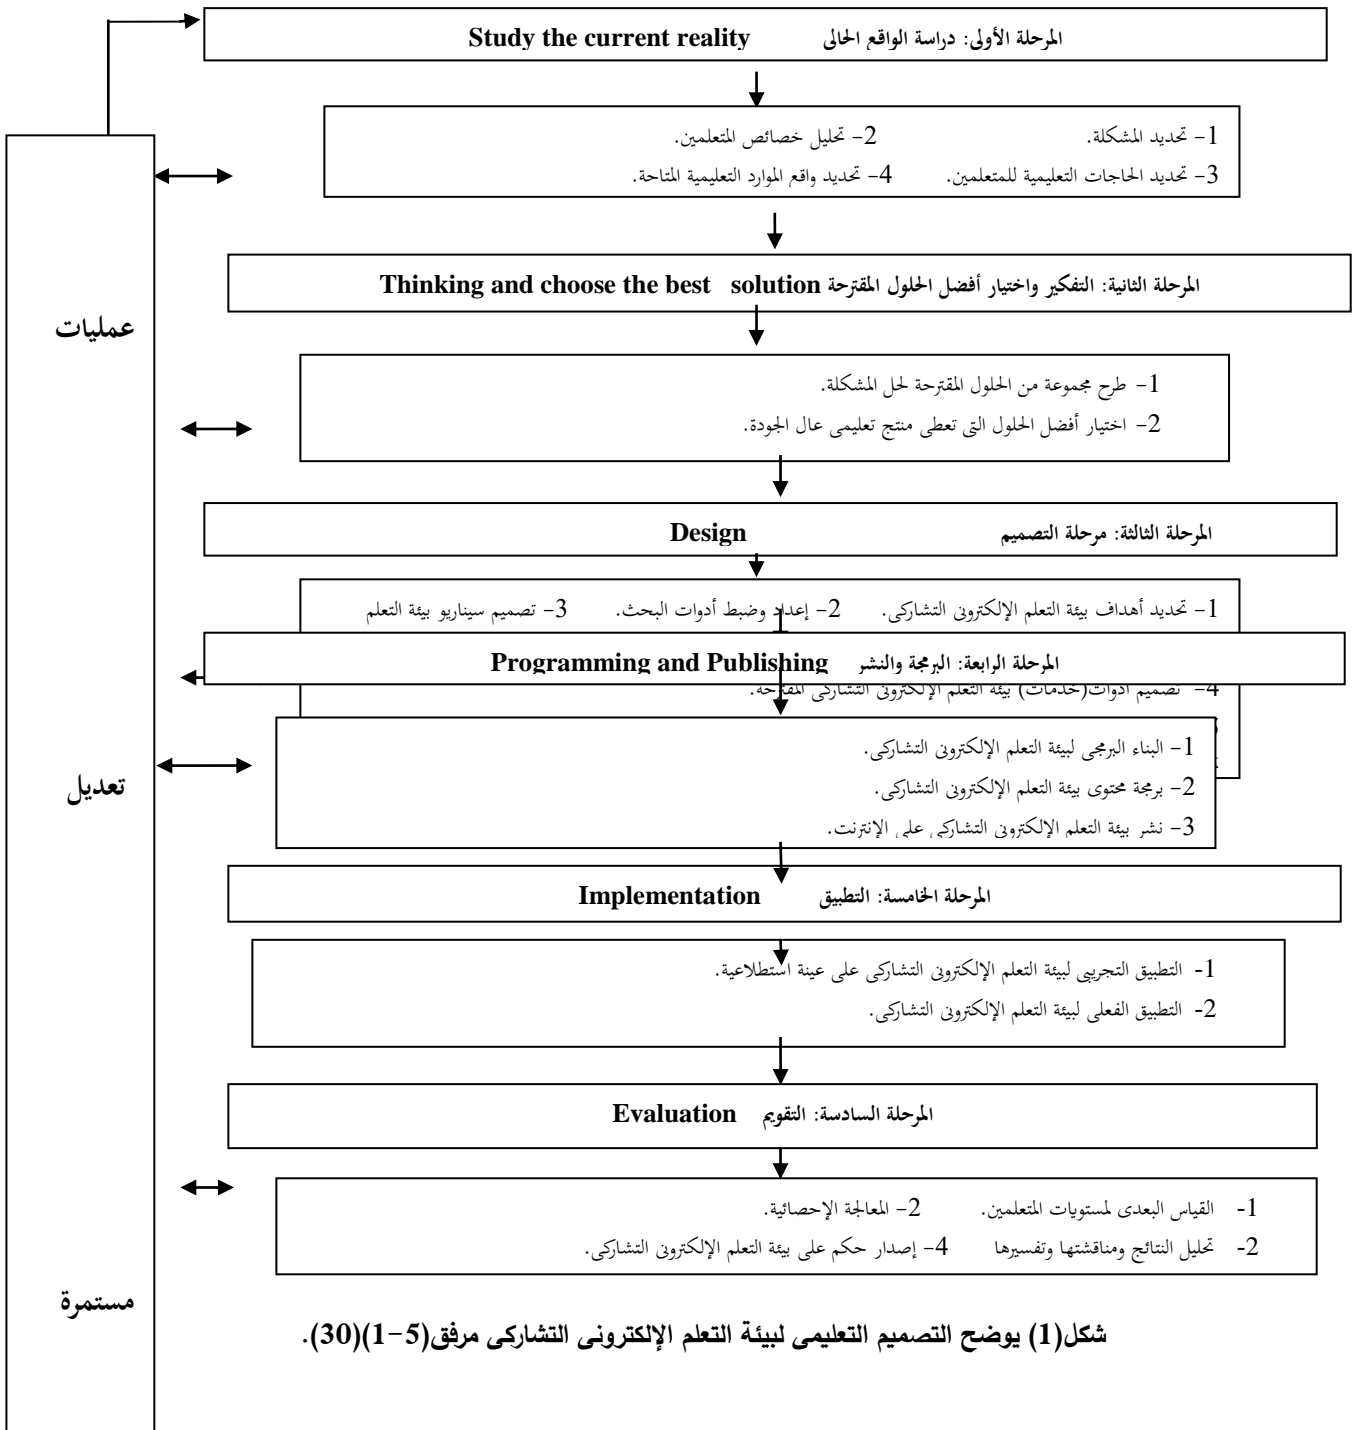 المرحلة الأولى: دراسة الواقع الحالى Study the current reality
1- تحديد المشكلة. 2- تحليل خصائص المتعلمين.
3- تحديد الحاجات التعليمية للمتعلمين. 4- تحديد واقع الموارد التعليمية المتاحة.
المرحلة الثانية: التفكير واختيار أفضل الحلول المقترحة Thinking and choose the best solution
عمليات
1- طرح مجموعة من الحلول المقترحة لحل المشكلة.
2- اختيار أفضل الحلول التى تعطى منتج تعليمى عال الجودة.
المرحلة الثالثة: مرحلة التصميم Design
1- تحديد أهداف بيئة التعلم الإلكترونى التشاركى. 2- إعداد وضبط أدوات البحث. 3- تصميم سيناريو بيئة التعلم
المرحلة الرابعة: البرمجة والنشر Programming and Publishing
4- تصميم أدوات(خدمات) بيئة التعلم الإلكترونى التشاركى المقترحة.
1- البناء البرمجى لبيئة التعلم الإلكترونى التشاركى.
تعديل
2- برمجة محتوى بيئة التعلم الإلكترونى التشاركى.
3- نشر بيئة التعلم الإلكترونى التشاركى على الإنترنت.
المرحلة الخامسة: التطبيق Implementation
1- التطبيق التجريبى لبيئة التعلم الإلكترونى التشاركى على عينة استطلاعية.
2- التطبيق الفعلى لبيئة التعلم الإلكترونى التشاركى.
المرحلة السادسة: التقويم Evaluation
1- القياس البعدى لمستويات المتعلمين. 2- المعالجة الإحصائية.
2- تحليل النتائج ومناقشتها وتفسيرها 4- إصدار حكم على بيئة التعلم الإلكترونى التشاركى.
مستمرة
شكل(1) يوضح التصميم التعليمى لبيئة التعلم الإلكترونى التشاركى مرفق(5-1)(30).